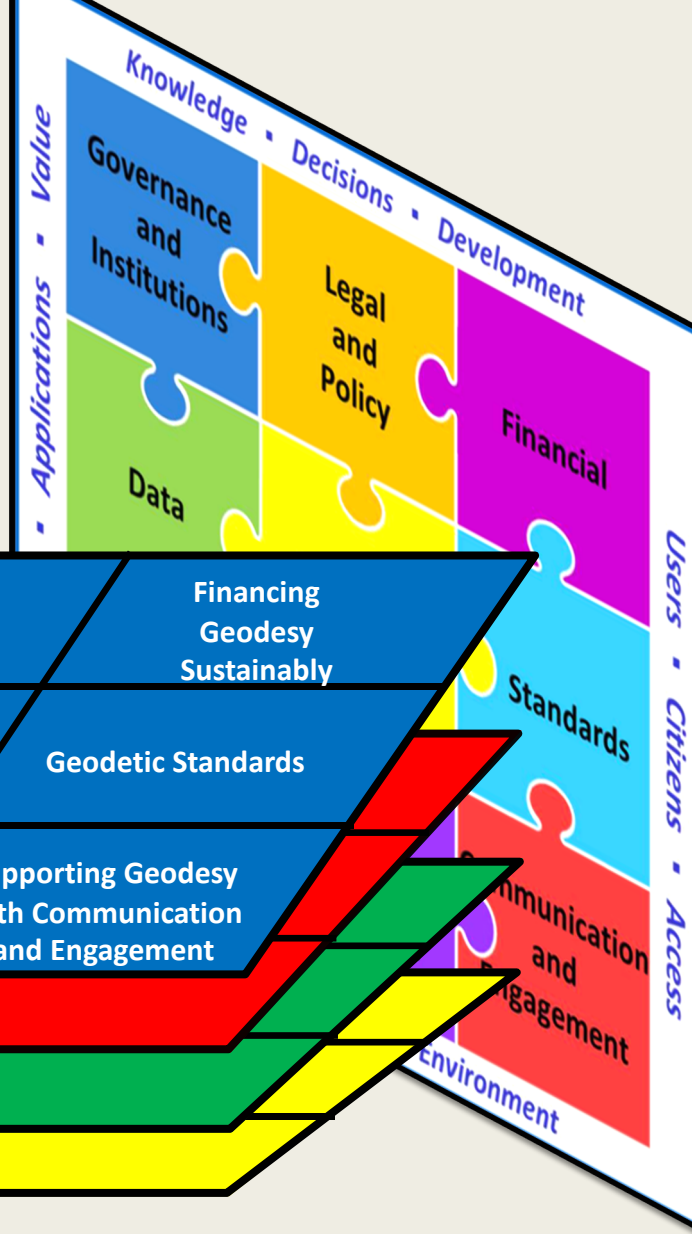 Knowledge ▪ Decisions ▪ Development
▪ Applications ▪ Value
Governance
and
Institutions
Legal
and
Policy
Financial
Data
Standards
and
Users ▪ Citizens ▪ Access
Environment
Financing
Geodesy
Sustainably
Geodetic Standards
pporting Geodesy
th Communication
and Engagement
mmunication
ngagement